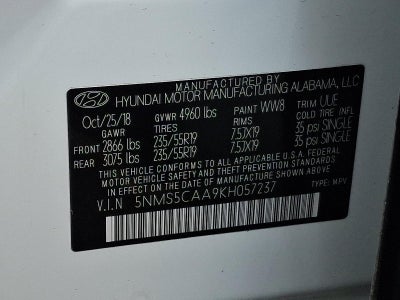 MANUFACTURED BY
HYUNDAI MOTOR MANUFACTURING ALABAMA, LLC
Oct/25/18 GVWR 4960 lbs PAINT WW8 TRIM UUE
GAWR TIRES RIMS COLD TIRE INFL
FRONT 2866 lbs 235/55R19 7.5JX19 35 psi SINGLE
REAR 3075 lbs 235/55R19 7.5JX19 35 psi SINGLE
THIS VEHICLE CONFORMS TO ALL APPLICABLE U.S.A FEDERAL
MOTOR VEHICLE SAFETY AND THEFT PREVENTION STANDARDS
IN EFFECT ON THE DATE OF MANUFACTURE SHOWN ABOVE.
V.I.N 5NMS5CAA9KH057237 TYPE: MPV